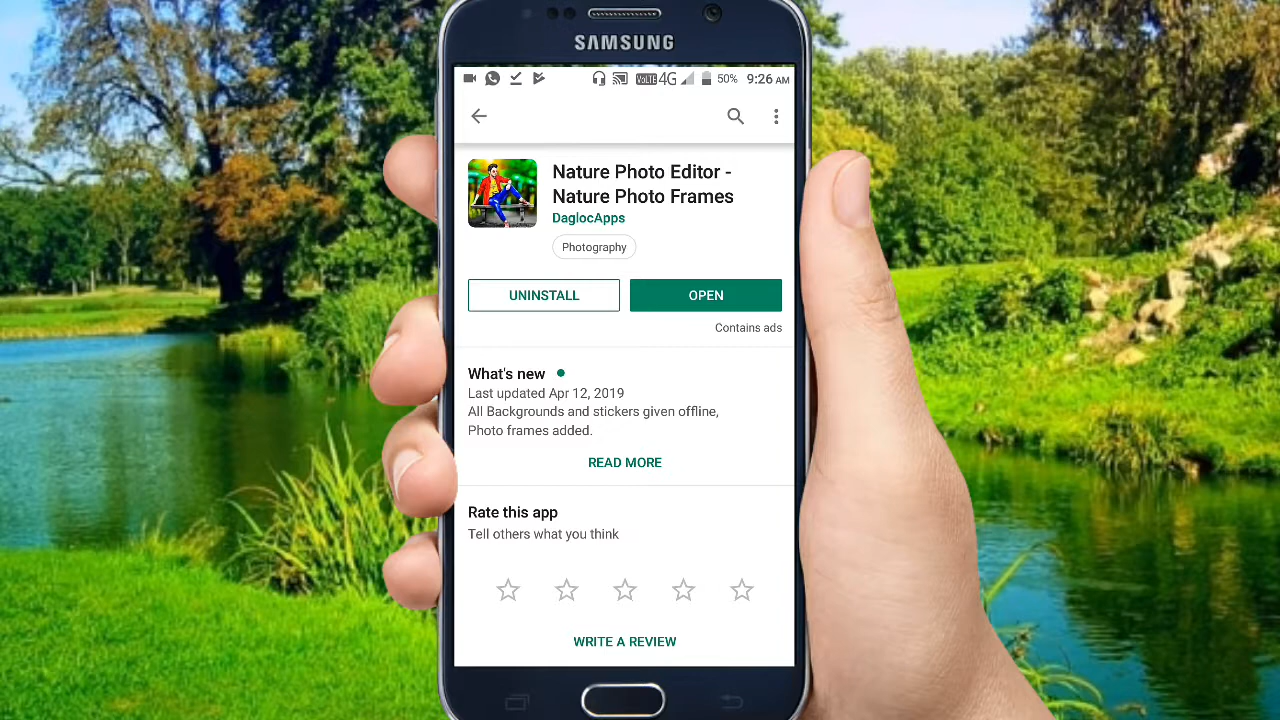 SAMSUNG
VoLTE 4G 50% 9:26 AM
Nature Photo Editor -
Nature Photo Frames
DaglocApps
Photography
UNINSTALL OPEN
Contains ads
What's new
Last updated Apr 12, 2019
All Backgrounds and stickers given offline,
Photo frames added.
READ MORE
Rate this app
Tell others what you think
WRITE A REVIEW